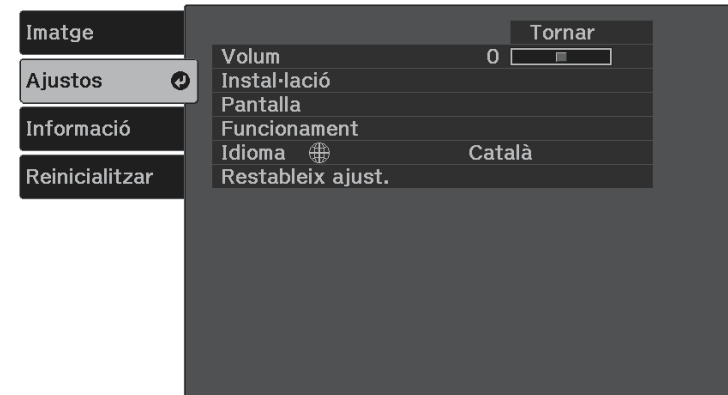 Imatge
Ajustos
Informació
Reinicialitzar
Tornar
Volum 0
Instal·lació
Pantalla
Funcionament
Idioma Català
Restableix ajust.